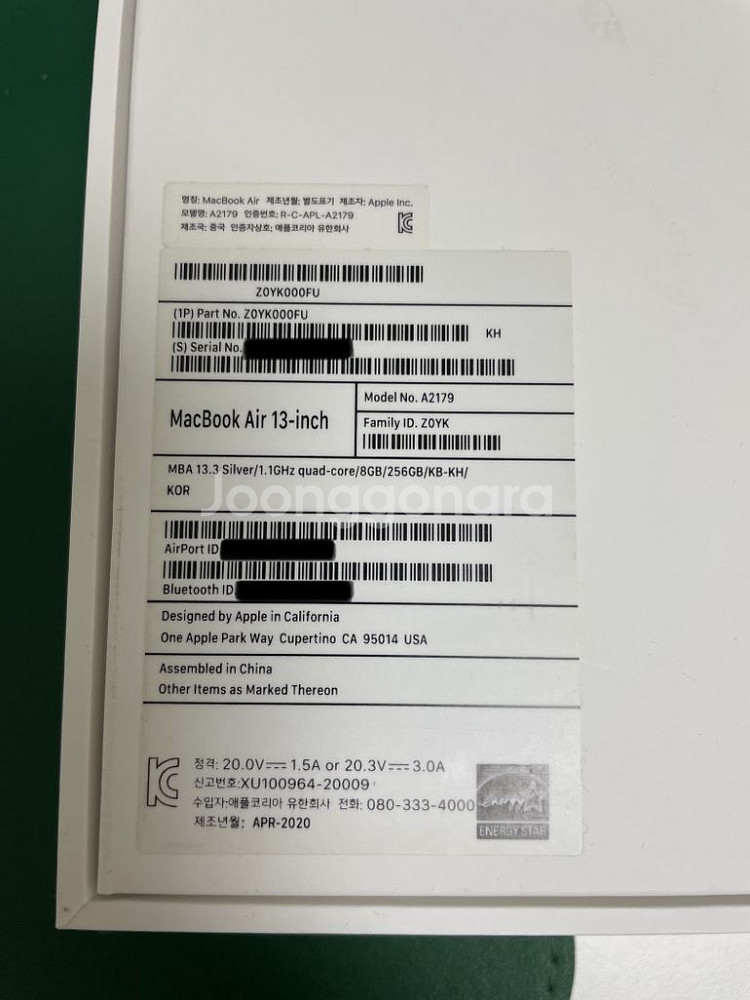 명칭: MacBook Air 제조년월: 별도표기 제조자: Apple Inc.
모델명: A2179 인증번호: R-C-APL-A2179
제조국: 중국 인증자상호: 애플코리아 유한회사
Z0YK000FU
(1P) Part No. Z0YK000FU
KH
(S) Serial No.
MacBook Air 13-inch
Model No. A2179
Family ID. Z0YK
MBA 13.3 Silver/1.1GHz quad-core/8GB/256GB/KB-KH/
KOR
Joonggonara
AirPort ID
Bluetooth ID
Designed by Apple in California
One Apple Park Way Cupertino CA 95014 USA
Assembled in China
Other Items as Marked Thereon
정격: 20.0V⎓1.5A or 20.3V⎓3.0A
신고번호:XU100964-20009
수입자:애플코리아 유한회사 전화: 080-333-4000
제조년월: APR-2020
energy
ENERGY STAR